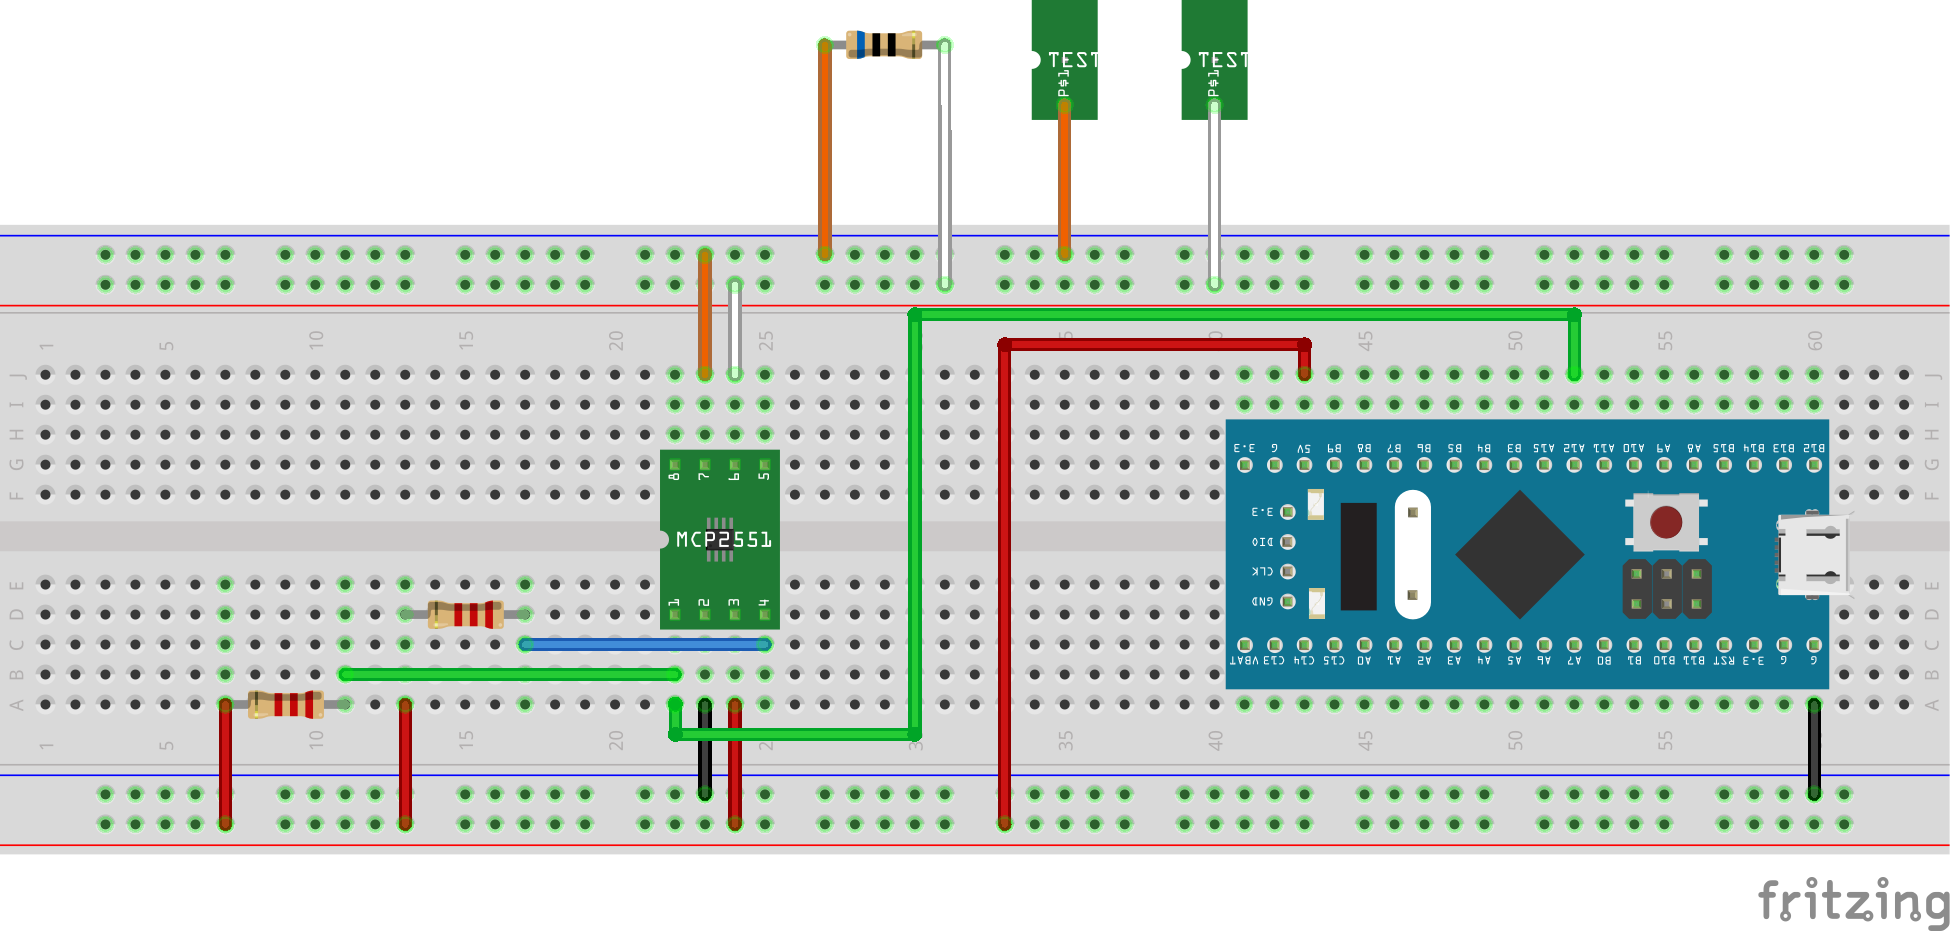 TEST
P$1
TEST
P$1
1 5 10 15 20 25 35 45 50 55 60
J J
I I
H H
G G
F F
3.3 G 5V B9 B8 B7 B6 B5 B4 B3 A15 A12 A11 A10 A9 A8 B15 B14 B13 B12
8 7 6 5
3.3
DIO
CLK
GND
MCP2551
1 2 3 4
E E
D D
C C
B B
A A
VBAT C13 C14 C15 A0 A1 A2 A3 A4 A5 A6 A7 B0 B1 B10 B11 RST 3.3 G G
1 5 10 15 20 2 3 35 40 45 50 55 60
fritzing